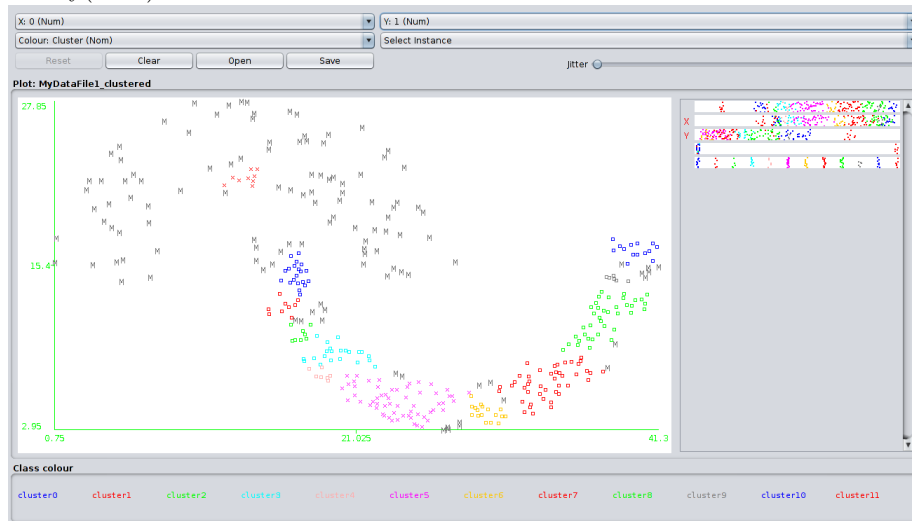 X: 0 (Num)
Y: 1 (Num)
Colour: Cluster (Nom)
Select Instance
Reset
Clear
Open
Save
Jitter
Plot: MyDataFile1_clustered
27.85
15.4
2.95
0.75
21.025
41.3
X
Y
Class colour
cluster0 cluster1 cluster2 cluster3 cluster4 cluster5 cluster6 cluster7 cluster8 cluster9 cluster10 cluster11